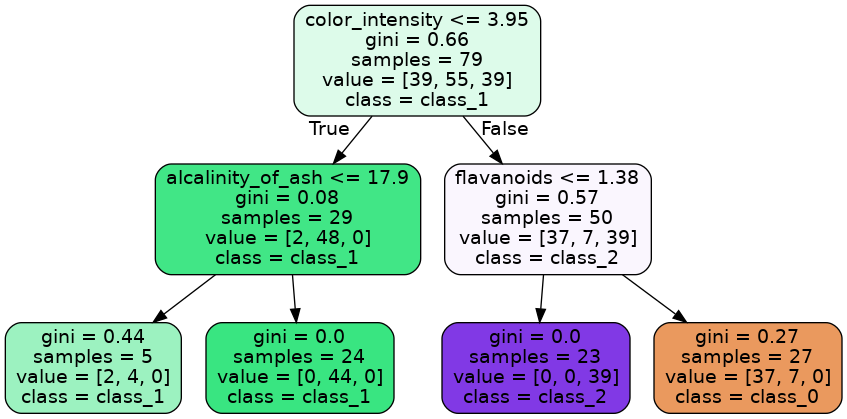 color_intensity <= 3.95
gini = 0.66
samples = 79
value = [39, 55, 39]
class = class_1
True
False
alcalinity_of_ash <= 17.9
gini = 0.08
samples = 29
value = [2, 48, 0]
class = class_1
flavanoids <= 1.38
gini = 0.57
samples = 50
value = [37, 7, 39]
class = class_2
gini = 0.44
samples = 5
value = [2, 4, 0]
class = class_1
gini = 0.0
samples = 24
value = [0, 44, 0]
class = class_1
gini = 0.0
samples = 23
value = [0, 0, 39]
class = class_2
gini = 0.27
samples = 27
value = [37, 7, 0]
class = class_0